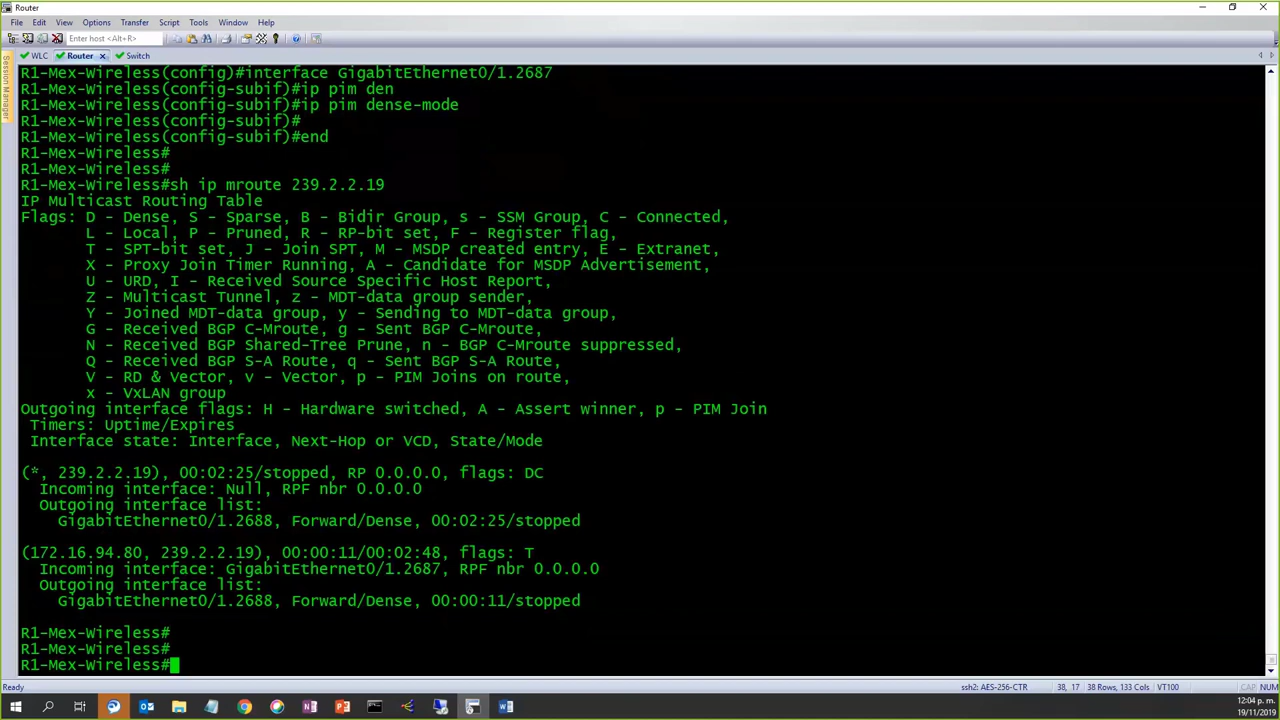 Router
File Edit View Options Transfer Script Tools Window Help
Enter host <Alt+R>
WLC Router Switch
Session Manager
R1-Mex-Wireless(config)#interface GigabitEthernet0/1.2687
R1-Mex-Wireless(config-subif)#ip pim den
R1-Mex-Wireless(config-subif)#ip pim dense-mode
R1-Mex-Wireless(config-subif)#
R1-Mex-Wireless(config-subif)#end
R1-Mex-Wireless#
R1-Mex-Wireless#
R1-Mex-Wireless#sh ip mroute 239.2.2.19
IP Multicast Routing Table
Flags: D - Dense, S - Sparse, B - Bidir Group, s - SSM Group, C - Connected,
L - Local, P - Pruned, R - RP-bit set, F - Register flag,
T - SPT-bit set, J - Join SPT, M - MSDP created entry, E - Extranet,
X - Proxy Join Timer Running, A - Candidate for MSDP Advertisement,
U - URD, I - Received Source Specific Host Report,
Z - Multicast Tunnel, z - MDT-data group sender,
Y - Joined MDT-data group, y - Sending to MDT-data group,
G - Received BGP C-Mroute, g - Sent BGP C-Mroute,
N - Received BGP Shared-Tree Prune, n - BGP C-Mroute suppressed,
Q - Received BGP S-A Route, q - Sent BGP S-A Route,
V - RD & Vector, v - Vector, p - PIM Joins on route,
x - VxLAN group
Outgoing interface flags: H - Hardware switched, A - Assert winner, p - PIM Join
Timers: Uptime/Expires
Interface state: Interface, Next-Hop or VCD, State/Mode
(*, 239.2.2.19), 00:02:25/stopped, RP 0.0.0.0, flags: DC
Incoming interface: Null, RPF nbr 0.0.0.0
Outgoing interface list:
GigabitEthernet0/1.2688, Forward/Dense, 00:02:25/stopped
(172.16.94.80, 239.2.2.19), 00:00:11/00:02:48, flags: T
Incoming interface: GigabitEthernet0/1.2687, RPF nbr 0.0.0.0
Outgoing interface list:
GigabitEthernet0/1.2688, Forward/Dense, 00:00:11/stopped
R1-Mex-Wireless#
R1-Mex-Wireless#
R1-Mex-Wireless#
Ready ssh2: AES-256-CTR 38, 17 38 Rows, 133 Cols VT100 CAP NUM
12:04 p. m.
19/11/2019